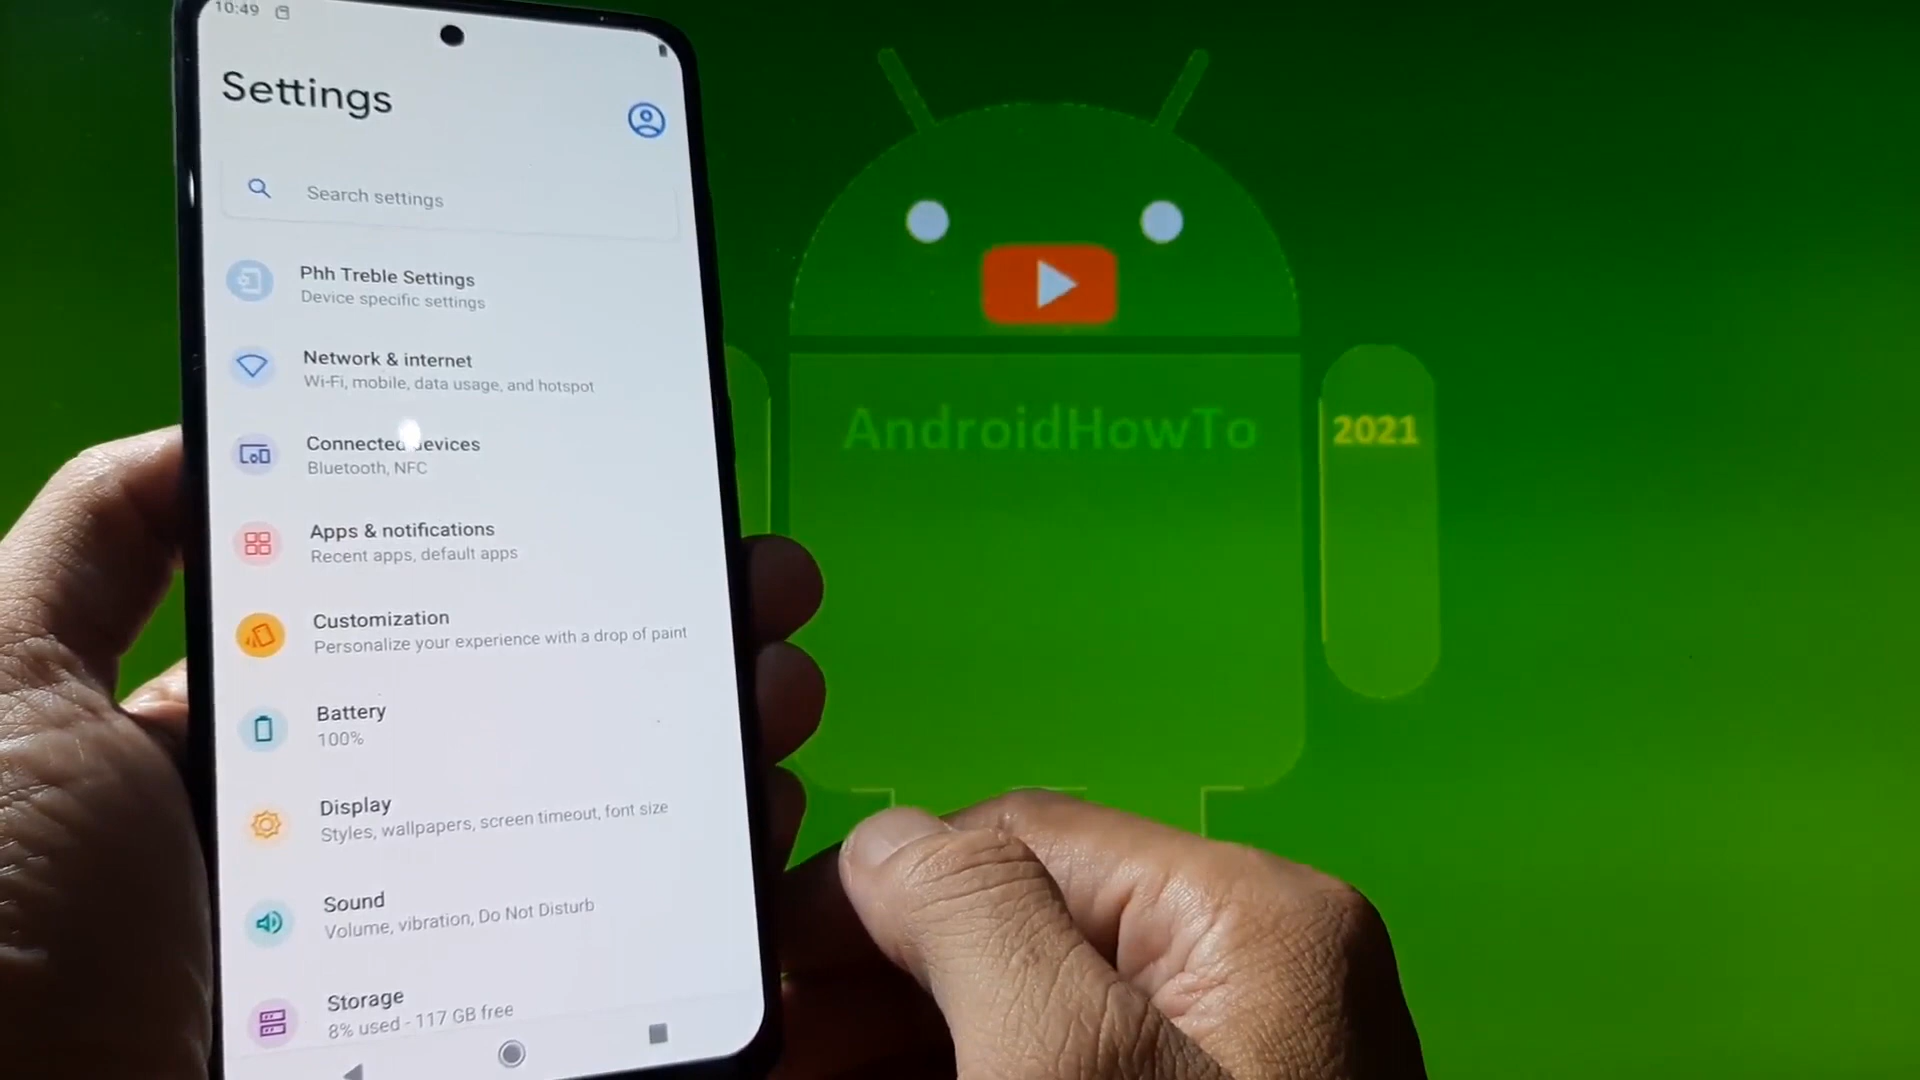 10:49
Settings
Search settings
Phh Treble Settings
Device specific settings
Network & internet
Wi-Fi, mobile, data usage, and hotspot
Connected devices
Bluetooth, NFC
Apps & notifications
Recent apps, default apps
Customization
Personalize your experience with a drop of paint
Battery
100%
Display
Styles, wallpapers, screen timeout, font size
Sound
Volume, vibration, Do Not Disturb
Storage
8% used - 117 GB free
AndroidHowTo
2021